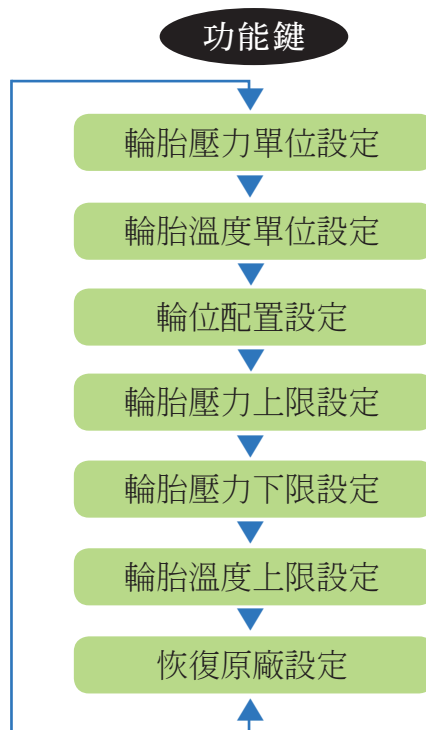 功能鍵
輪胎壓力單位設定
輪胎溫度單位設定
輪位配置設定
輪胎壓力上限設定
輪胎壓力下限設定
輪胎溫度上限設定
恢復原廠設定